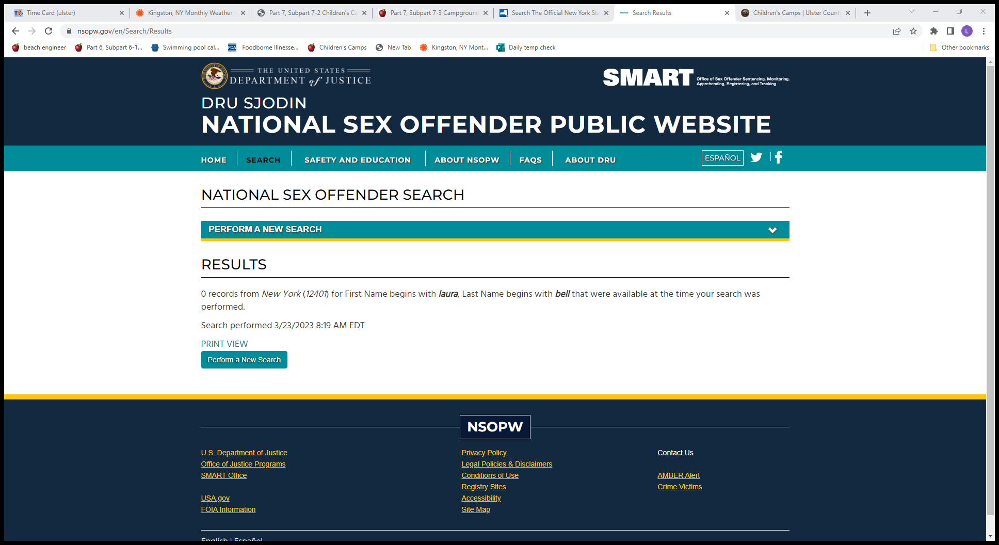 Time Card (ulster)
Kingston, NY Monthly Weather |
Part 7, Subpart 7-2 Children's Ca
Part 7, Subpart 7-3 Campground
Search The Official New York Sta
Search Results
Children's Camps | Ulster County
nsopw.gov/en/Search/Results
L
beach engineer
Part 6, Subpart 6-1...
Swimming pool cal...
FDA
Foodborne Illnesse...
Children's Camps
New Tab
Kingston, NY Mont...
Daily temp check
Other bookmarks
THE UNITED STATES
DEPARTMENT of JUSTICE
SMART
Office of Sex Offender Sentencing, Monitoring,
Apprehending, Registering, and Tracking
DRU SJODIN
NATIONAL SEX OFFENDER PUBLIC WEBSITE
HOME
SEARCH
SAFETY AND EDUCATION
ABOUT NSOPW
FAQS
ABOUT DRU
ESPAÑOL
NATIONAL SEX OFFENDER SEARCH
PERFORM A NEW SEARCH
RESULTS
0 records from New York (12401) for First Name begins with laura, Last Name begins with bell that were available at the time your search was
performed.
Search performed 3/23/2023 8:19 AM EDT
PRINT VIEW
Perform a New Search
NSOPW
U.S. Department of Justice
Office of Justice Programs
SMART Office
USA.gov
FOIA Information
Privacy Policy
Legal Policies & Disclaimers
Conditions of Use
Registry Sites
Accessibility
Site Map
Contact Us
AMBER Alert
Crime Victims
English | Español